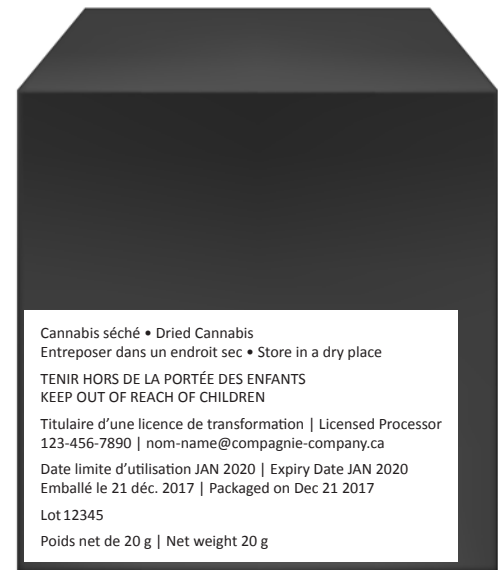 Cannabis séché • Dried Cannabis
Entreposer dans un endroit sec • Store in a dry place
TENIR HORS DE LA PORTÉE DES ENFANTS
KEEP OUT OF REACH OF CHILDREN
Titulaire d'une licence de transformation | Licensed Processor
123-456-7890 | nom-name@compagnie-company.ca
Date limite d'utilisation JAN 2020 | Expiry Date JAN 2020
Emballé le 21 déc. 2017 | Packaged on Dec 21 2017
Lot 12345
Poids net de 20 g | Net weight 20 g